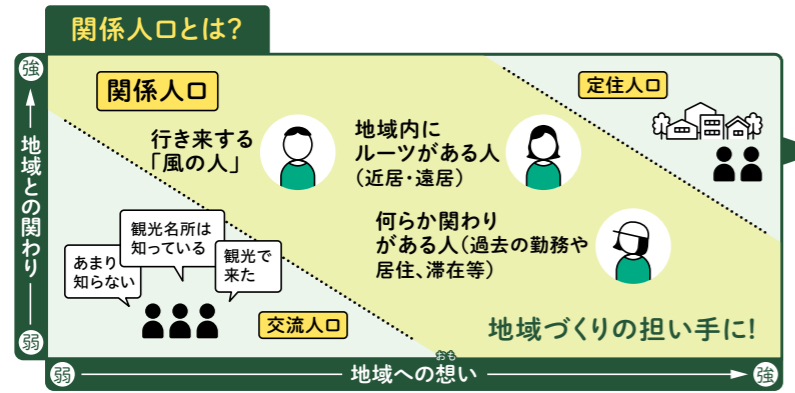 関係人口とは?
強
地域との関わり
弱
関係人口
行き来する
「風の人」
地域内に
ルーツがある人
(近居・遠居)
何らか関わり
がある人(過去の勤務や
居住、滞在等)
定住人口
あまり
知らない
観光名所は
知っている
観光で
来た
交流人口
地域づくりの担い手に!
弱
おも
地域への想い
強